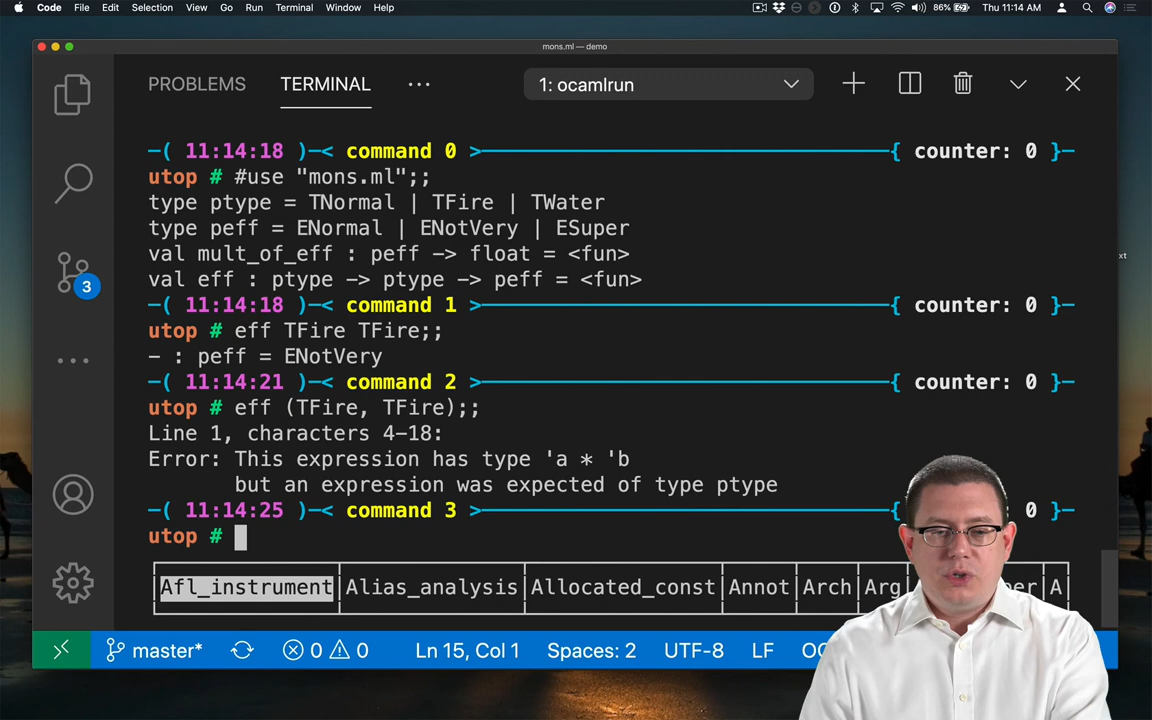 Code File Edit Selection View Go Run Terminal Window Help 86% Thu 11:14 AM
mons.ml — demo
PROBLEMS TERMINAL ... 1: ocamlrun
-( 11:14:18 )-< command 0 >-{ counter: 0 }-
utop # #use "mons.ml";;
type ptype = TNormal | TFire | TWater
type peff = ENormal | ENotVery | ESuper
val mult_of_eff : peff -> float = <fun>
val eff : ptype -> ptype -> peff = <fun>
-( 11:14:18 )-< command 1 >-{ counter: 0 }-
utop # eff TFire TFire;;
- : peff = ENotVery
-( 11:14:21 )-< command 2 >-{ counter: 0 }-
utop # eff (TFire, TFire);;
Line 1, characters 4-18:
Error: This expression has type 'a * 'b
but an expression was expected of type ptype
-( 11:14:25 )-< command 3 > 0 }-
utop #
Afl_instrument|Alias_analysis|Allocated_const|Annot|Arch|Arg
3
xt
master* 0 0 Ln 15, Col 1 Spaces: 2 UTF-8 LF